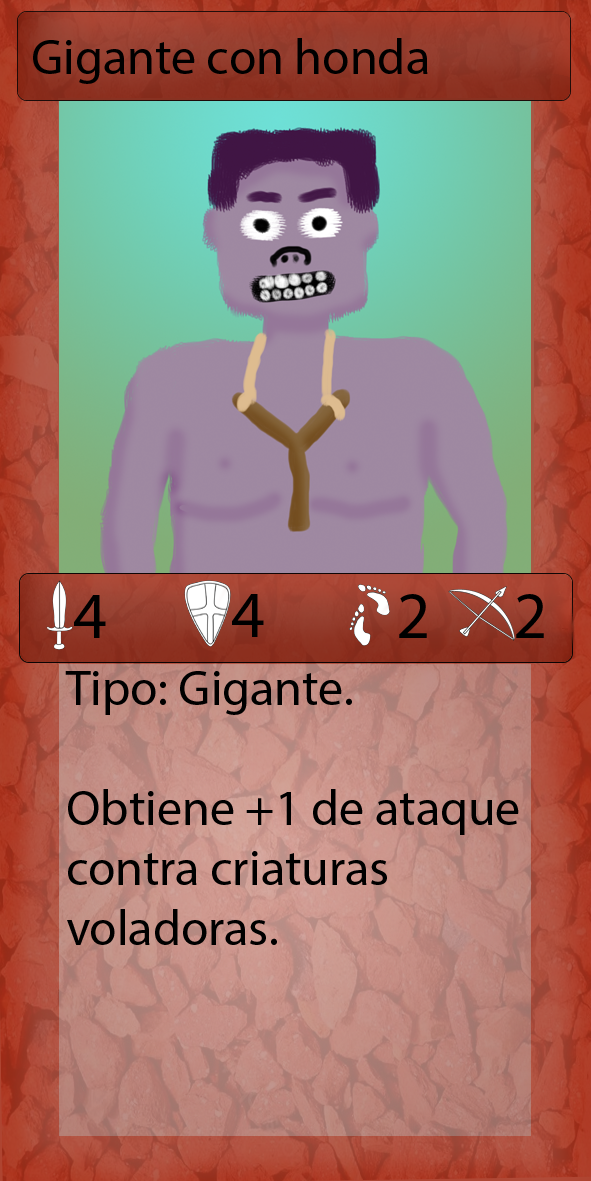 Gigante con honda
4 4 2 2
Tipo: Gigante.
Obtiene +1 de ataque
contra criaturas
voladoras.